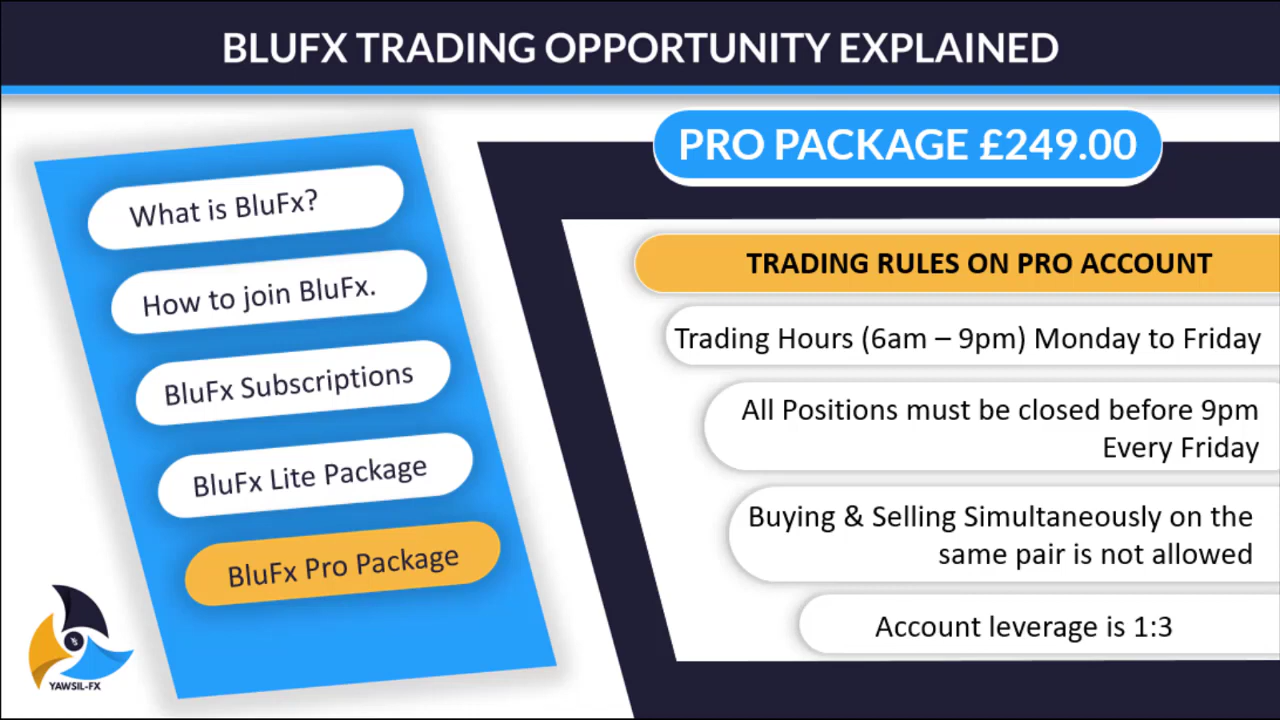 BLUFX TRADING OPPORTUNITY EXPLAINED
What is BluFx?
How to join BluFx.
BluFx Subscriptions
BluFx Lite Package
BluFx Pro Package
YAWSIL-FX
PRO PACKAGE £249.00
TRADING RULES ON PRO ACCOUNT
Trading Hours (6am – 9pm) Monday to Friday
All Positions must be closed before 9pm
Every Friday
Buying & Selling Simultaneously on the
same pair is not allowed
Account leverage is 1:3